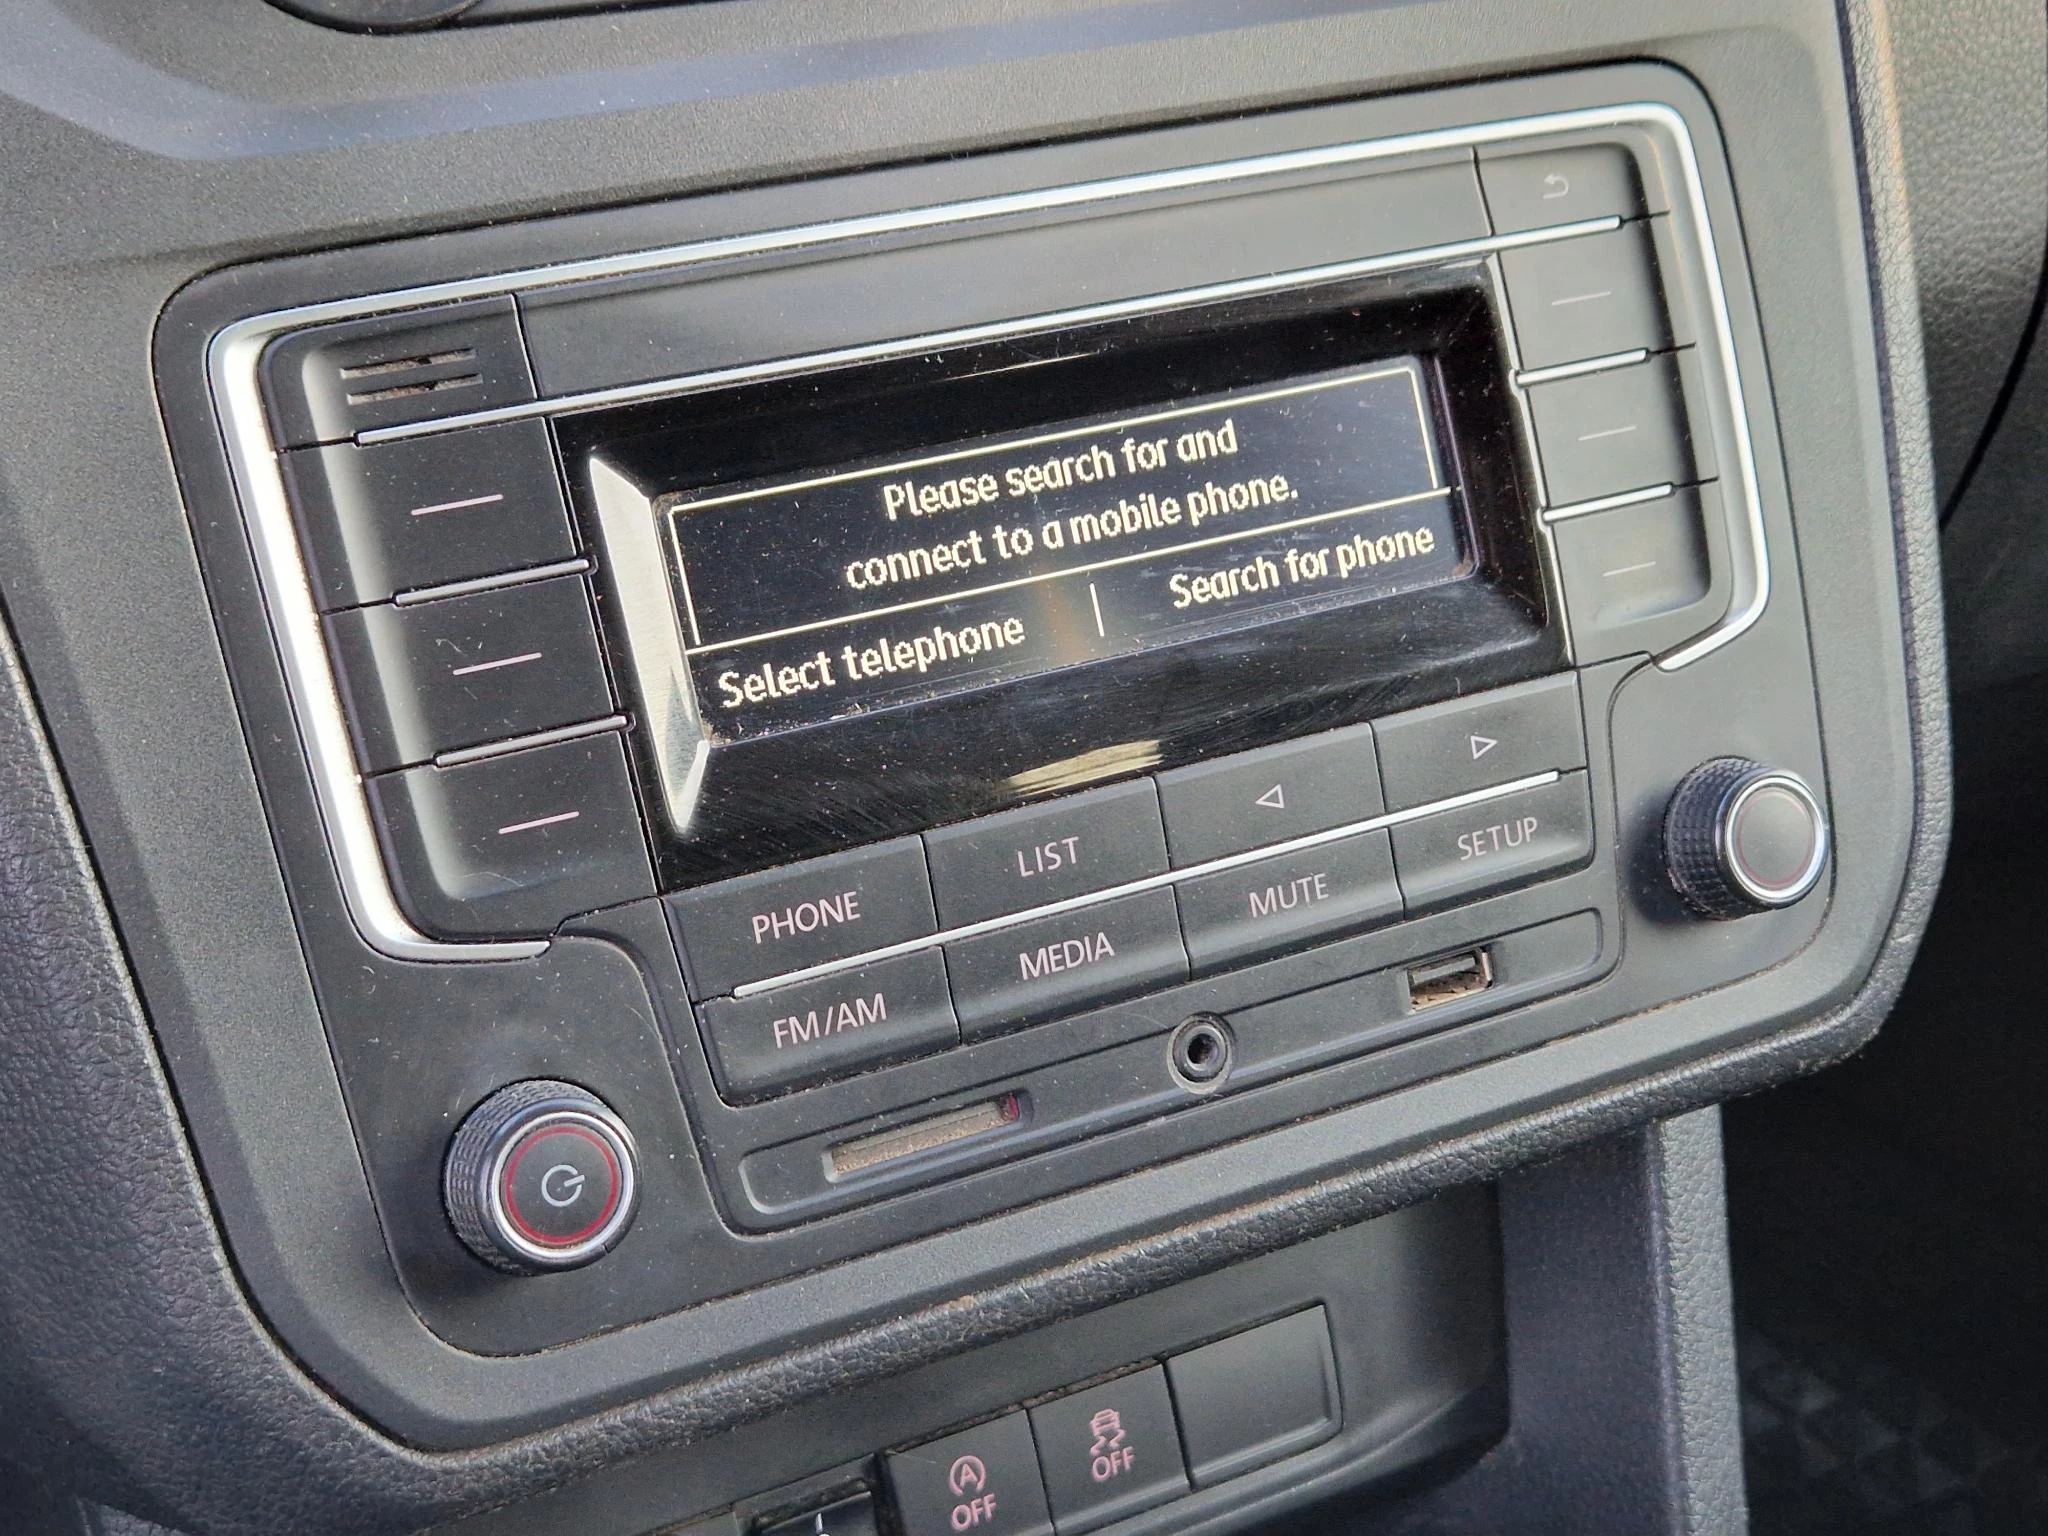 Please search for and
connect to a mobile phone.
Select telephone
Search for phone
PHONE
LIST
FM/AM
MEDIA
MUTE
SETUP
A
OFF
OFF